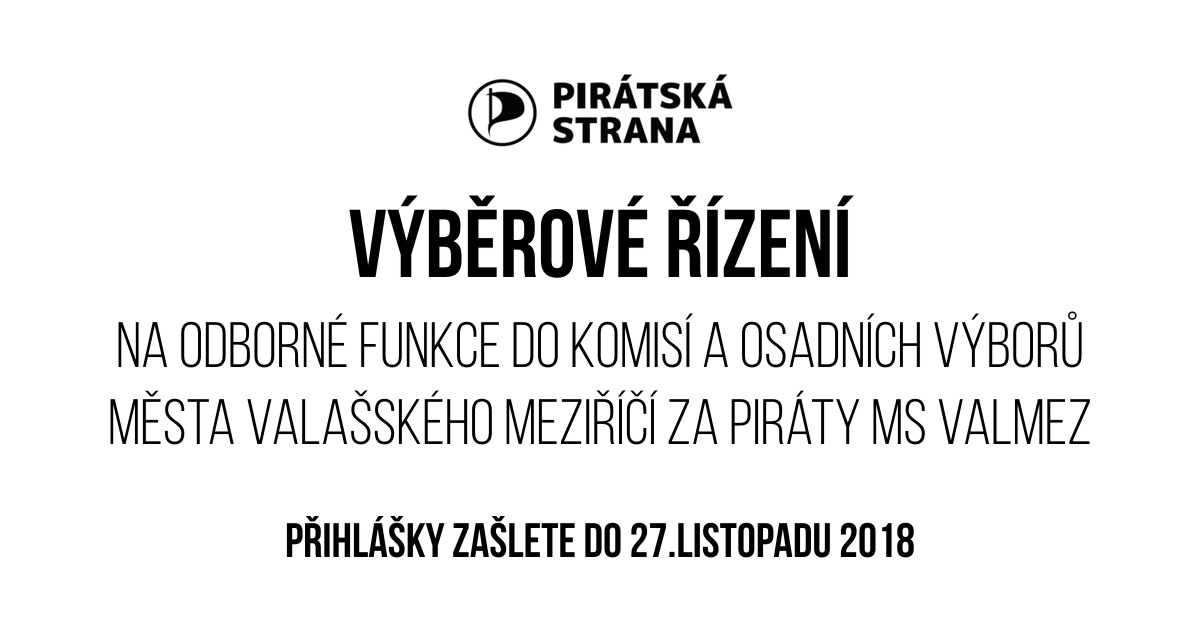 PIRÁTSKÁ
STRANA
VÝBĚROVÉ ŘÍZENÍ
NA ODBORNÉ FUNKCE DO KOMISÍ A OSADNÍCH VÝBORŮ
MĚSTA VALAŠSKÉHO MEZIŘÍČÍ ZA PIRÁTY MS VALMEZ
PŘIHLÁŠKY ZAŠLETE DO 27.LISTOPADU 2018